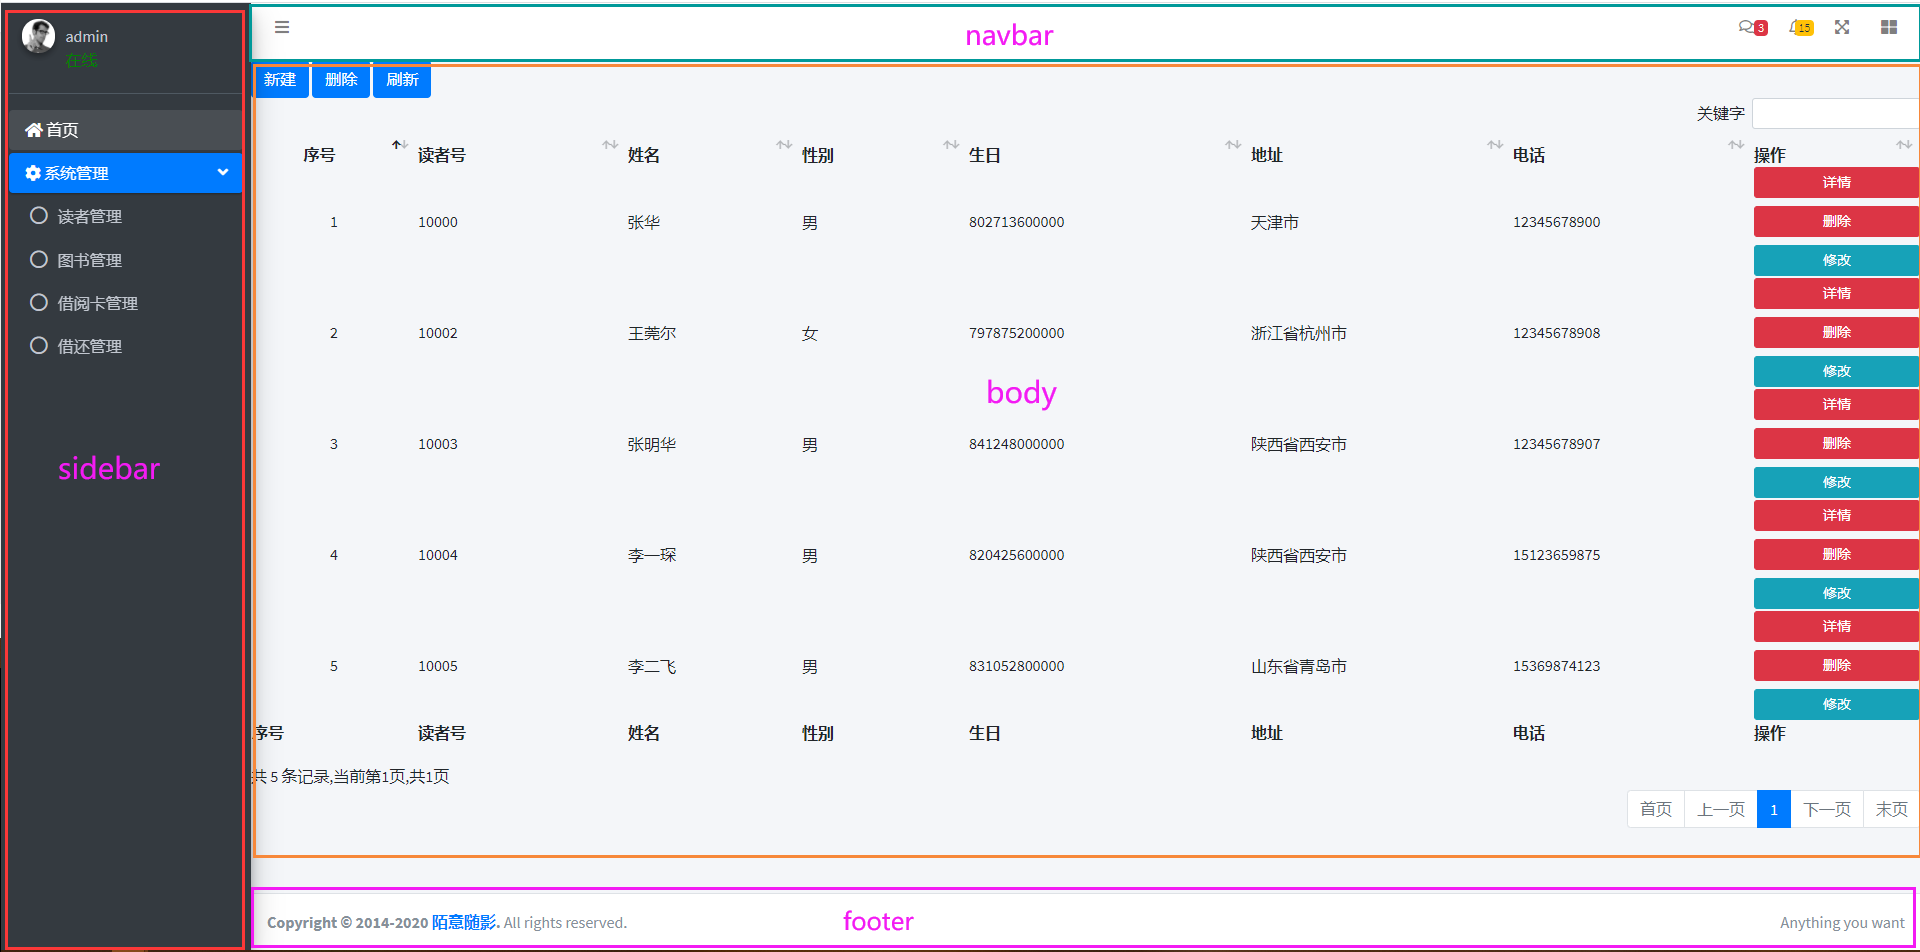 admin
在线
首页
系统管理
读者管理
图书管理
借阅卡管理
借还管理
sidebar
navbar
3
15
新建 删除 刷新
关键字
序号 读者号 姓名 性别 生日 地址 电话 操作
详情
1 10000 张华 男 802713600000 天津市 12345678900 删除
修改
详情
2 10002 王莞尔 女 797875200000 浙江省杭州市 12345678908 删除
修改
body
详情
3 10003 张明华 男 841248000000 陕西省西安市 12345678907 删除
修改
详情
4 10004 李一琛 男 820425600000 陕西省西安市 15123659875 删除
修改
详情
5 10005 李二飞 男 831052800000 山东省青岛市 15369874123 删除
修改
序号 读者号 姓名 性别 生日 地址 电话 操作
共 5 条记录,当前第1页,共1页
首页 上一页 1 下一页 末页
Copyright © 2014-2020 陌意随影. All rights reserved.
footer
Anything you want